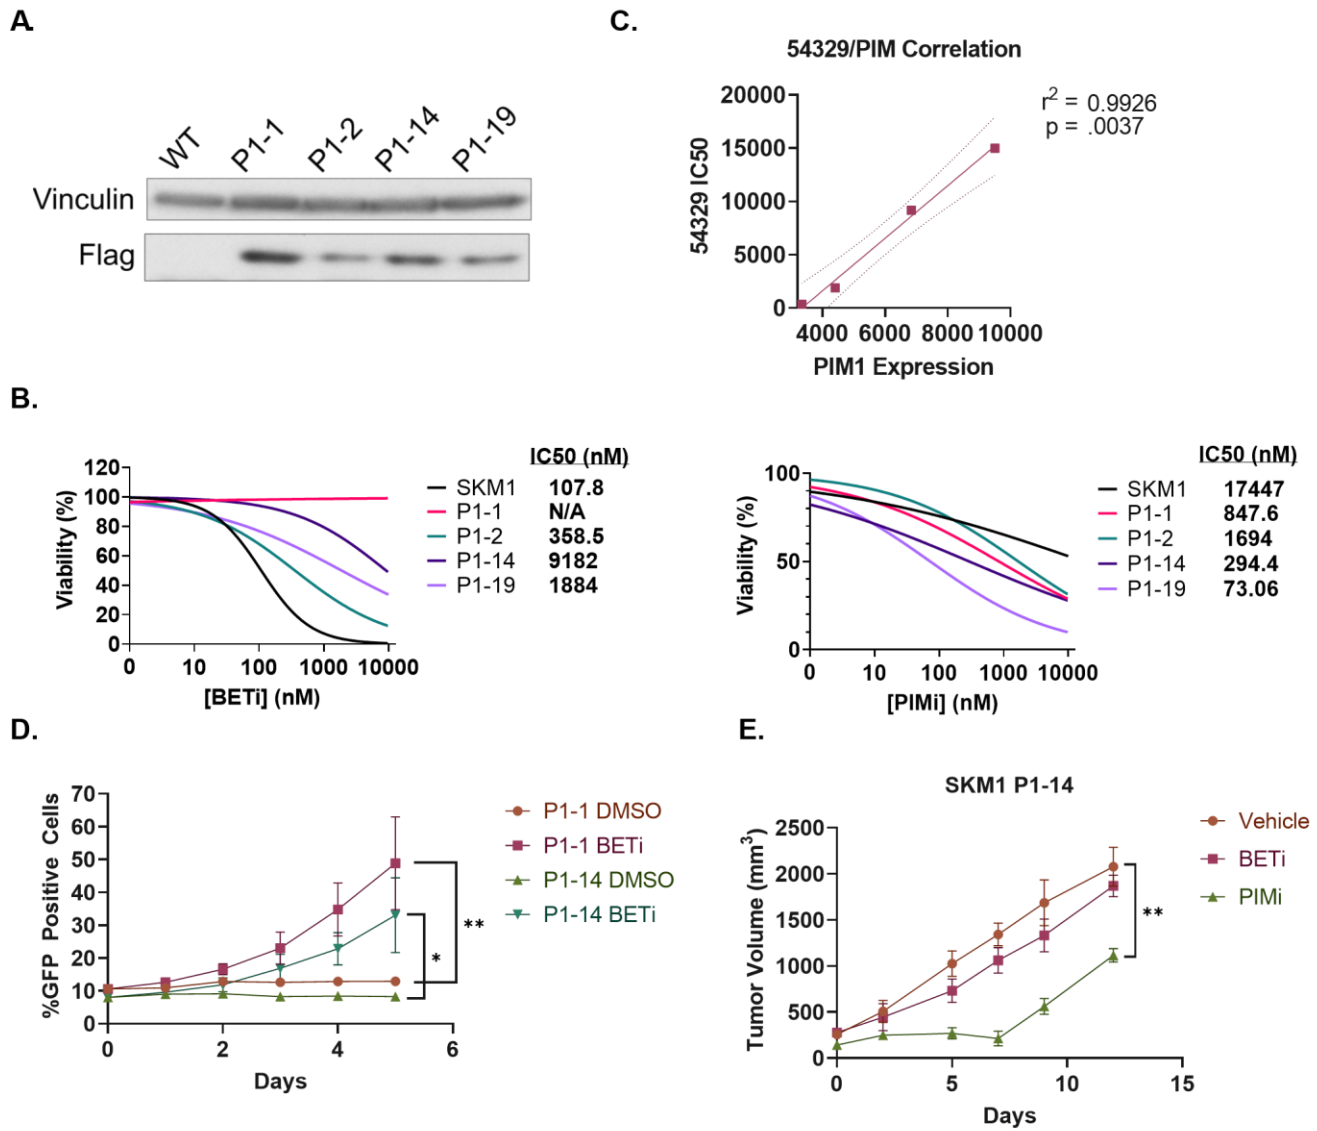 A.
WT
P1-1
P1-2
P1-14
P1-19
Vinculin
Flag
C.
54329/PIM Correlation
r² = 0.9926
p = .0037
20000
15000
10000
5000
0
54329 IC50
4000 6000 8000 10000
PIM1 Expression
B.
120
100
80
60
40
20
0
Viability (%)
0 10 100 1000 10000
[BETi] (nM)
IC50 (nM)
SKM1 107.8
P1-1 N/A
P1-2 358.5
P1-14 9182
P1-19 1884
100
50
0
Viability (%)
0 10 100 1000 10000
[PIMi] (nM)
IC50 (nM)
SKM1 17447
P1-1 847.6
P1-2 1694
P1-14 294.4
P1-19 73.06
D.
70
60
50
40
30
20
10
0
%GFP Positive Cells
0 2 4 6
Days
P1-1 DMSO
P1-1 BETi
P1-14 DMSO
P1-14 BETi
*
**
E.
SKM1 P1-14
2500
2000
1500
1000
500
0
Tumor Volume (mm³)
0 5 10 15
Days
Vehicle
BETi
PIMi
**